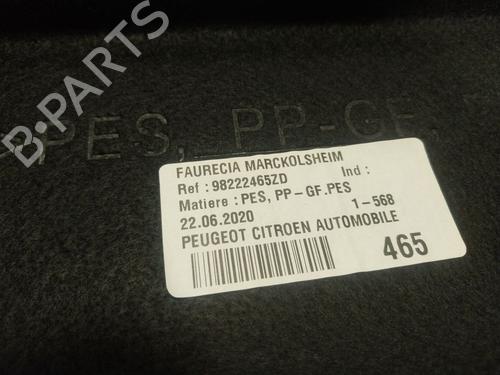 B-PARTS
PES, PP-GF,
FAURECIA MARCKOLSHEIM
Ref : 98222465ZD Ind :
Matiere : PES, PP-GF.PES
22.06.2020 1-568
PEUGEOT CITROEN AUTOMOBILE
465